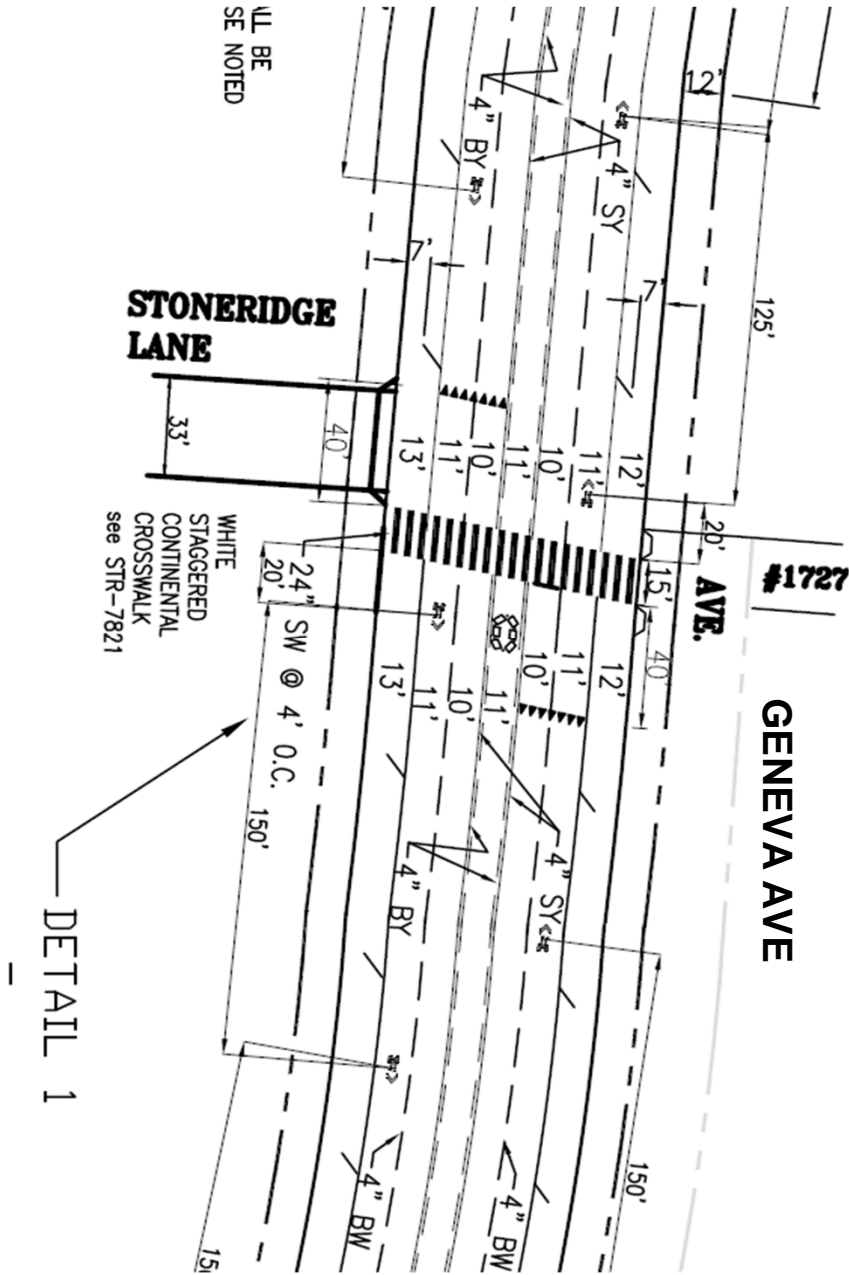 ALL BE
SE NOTED
12'
4" BY
4" SY
125'
7'
7'
STONERIDGE
LANE
33'
40'
13'
11'
10'
11'
10'
11'
12'
20'
15'
AVE.
#1727
40'
WHITE
STAGGERED
CONTINENTAL
CROSSWALK
see STR-7821
20'
24" SW @ 4' O.C.
13'
11'
10'
11'
10'
11'
12'
GENEVA AVE
150'
4" BY
4" SY
DETAIL 1
150'
4" BW
4" BW